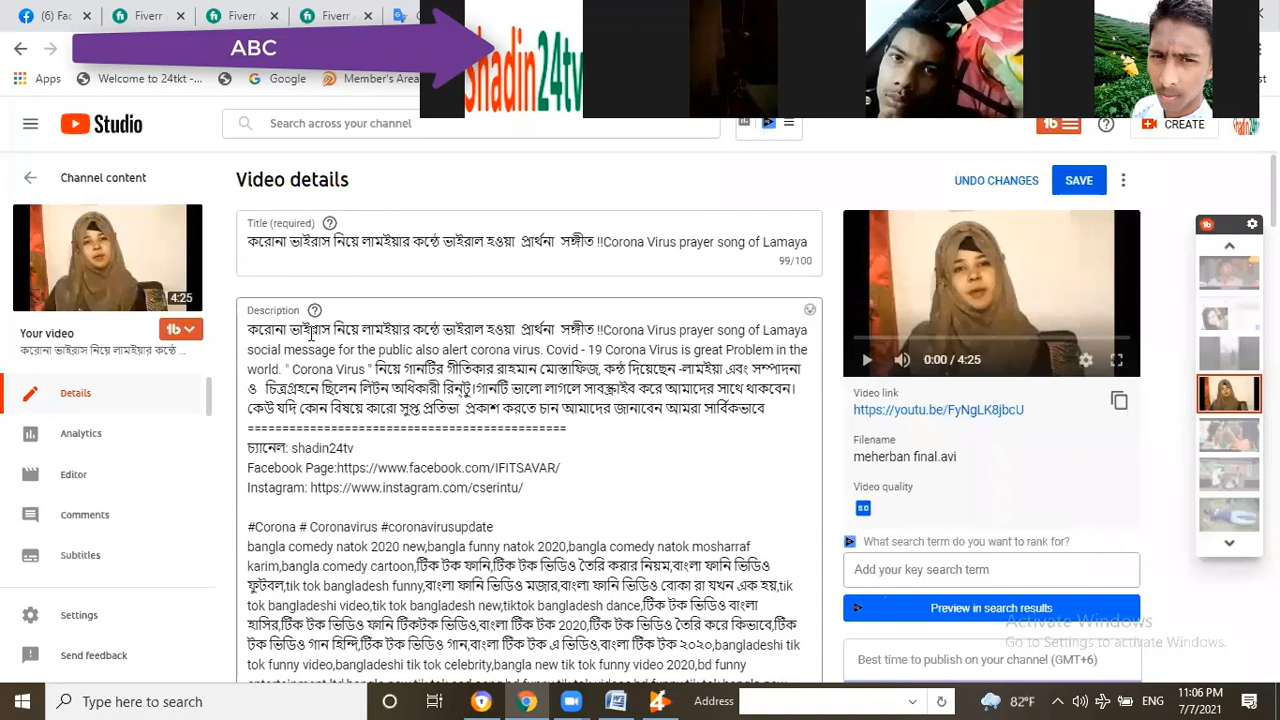 Fa
Fiverr
Fiverr
ABC
Shadin24tv
Apps
Welcome to 24tkt -
Google
Member's Area
Studio
Search across your channel
CREATE
Channel content
Video details
UNDO CHANGES
SAVE
Title (required)
করোনা ভাইরাস নিয়ে লামইয়ার কন্ঠে ভাইরাল হওয়া প্রার্থনা সঙ্গীত !!Corona Virus prayer song of Lamaya
99/100
4:25
Your video
করোনা ভাইরাস নিয়ে লামইয়ার কন্ঠে ...
Description
করোনা ভাইরাস নিয়ে লামইয়ার কন্ঠে ভাইরাল হওয়া প্রার্থনা সঙ্গীত !!Corona Virus prayer song of Lamaya
social message for the public also alert corona virus. Covid - 19 Corona Virus is great Problem in the
world. " Corona Virus " নিয়ে গানটির গীতিকার রাহমান মোস্তাফিজ, কন্ঠ দিয়েছেন -লামইয়া এবং সম্পাদনা
ও চিত্রগ্রহনে ছিলেন লিটন অধিকারী রিন্টু।গানটি ভালো লাগলে সাবস্ক্রাইব করে আমাদের সাথে থাকবেন।
কেউ যদি কোন বিষয়ে কারো সুপ্ত প্রতিভা প্রকাশ করতে চান আমাদের জানাবেন আমরা সার্বিকভাবে
==============================================
চ্যানেল: shadin24tv
Facebook Page:https://www.facebook.com/IFITSAVAR/
Instagram: https://www.instagram.com/cserintu/
#Corona # Coronavirus #coronavirusupdate
bangla comedy natok 2020 new,bangla funny natok 2020,bangla comedy natok mosharraf
karim,bangla comedy cartoon,টিক টক ফানি,টিক টক ভিডিও তৈরি করার নিয়ম,বাংলা ফানি ভিডিও
ফুটবল,tik tok bangladesh funny,বাংলা ফানি ভিডিও মজার,বাংলা ফানি ভিডিও বোকা রা যখন এক হয়,tik
tok bangladeshi video,tik tok bangladesh new,tiktok bangladesh dance,টিক টক ভিডিও বাংলা
হাসির,টিক টক ভিডিও ফানি টিকটক ভিডিও,বাংলা টিক টক 2020,টিক টক ভিডিও তৈরি করে কিভাবে,টিক
টক ভিডিও গান হিন্দি,টিক টক ভিডিও গান,বাংলা টিক টক এ ভিডিও,বাংলা টিক টক ২০২০,bangladeshi tik
tok funny video,bangladeshi tik tok celebrity,bangla new tik tok funny video 2020,bd funny
Details
Analytics
Editor
Comments
Subtitles
Settings
Send feedback
0:00 / 4:25
Video link
https://youtu.be/FyNgLK8jbcU
Filename
meherban final.avi
Video quality
SD
What search term do you want to rank for?
Add your key search term
Preview in search results
Best time to publish on your channel (GMT+6)
Activate Windows
Go to Settings to activate Windows.
Type here to search
Address
82°F
ENG
11:06 PM
7/7/2021